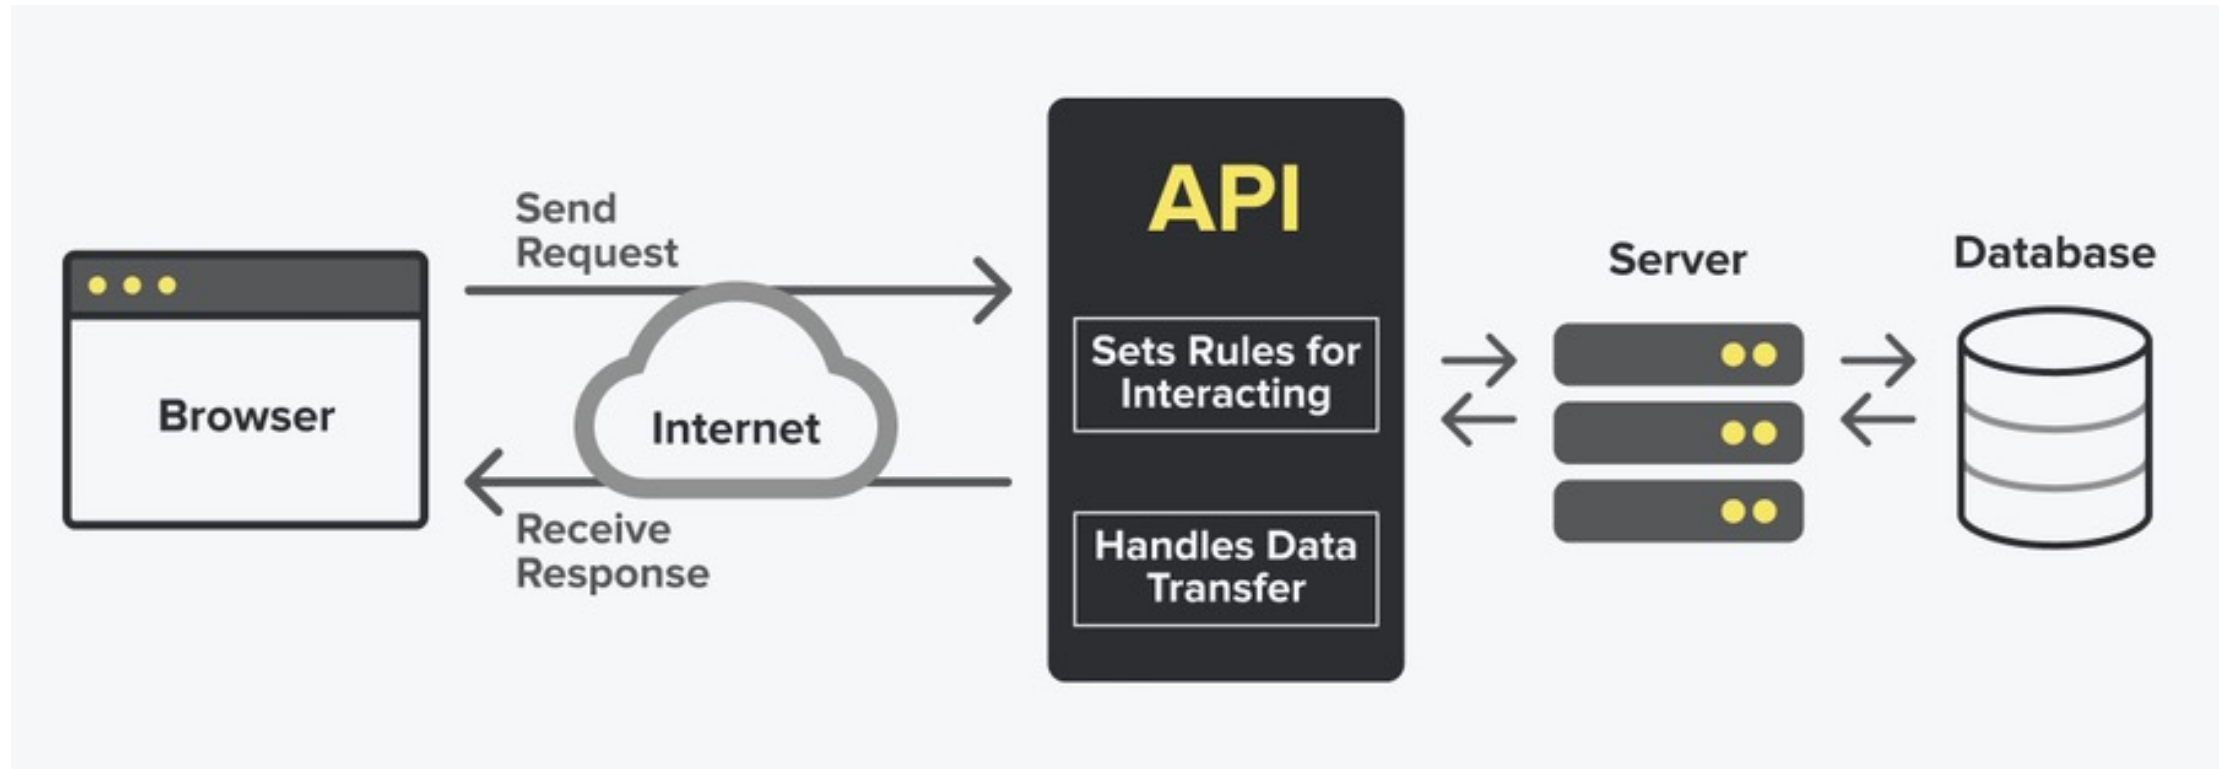 Send
Request
Browser
Internet
Receive
Response
API
Sets Rules for
Interacting
Handles Data
Transfer
Server
Database